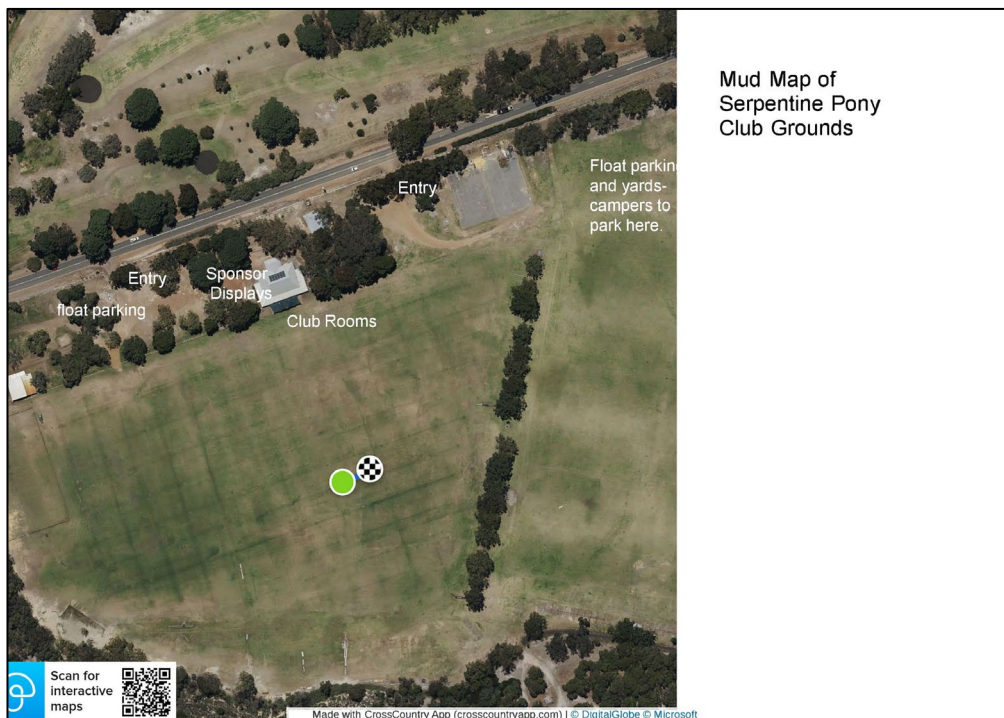 Mud Map of
Serpentine Pony
Club Grounds
Float parkin
and yards-
campers to
park here.
Entry
Entry
Sponsor
Displays
float parking
Club Rooms
Scan for
interactive
maps
Made with CrossCountry App (crosscountryapp.com) | © DigitalGlobe © Microsoft